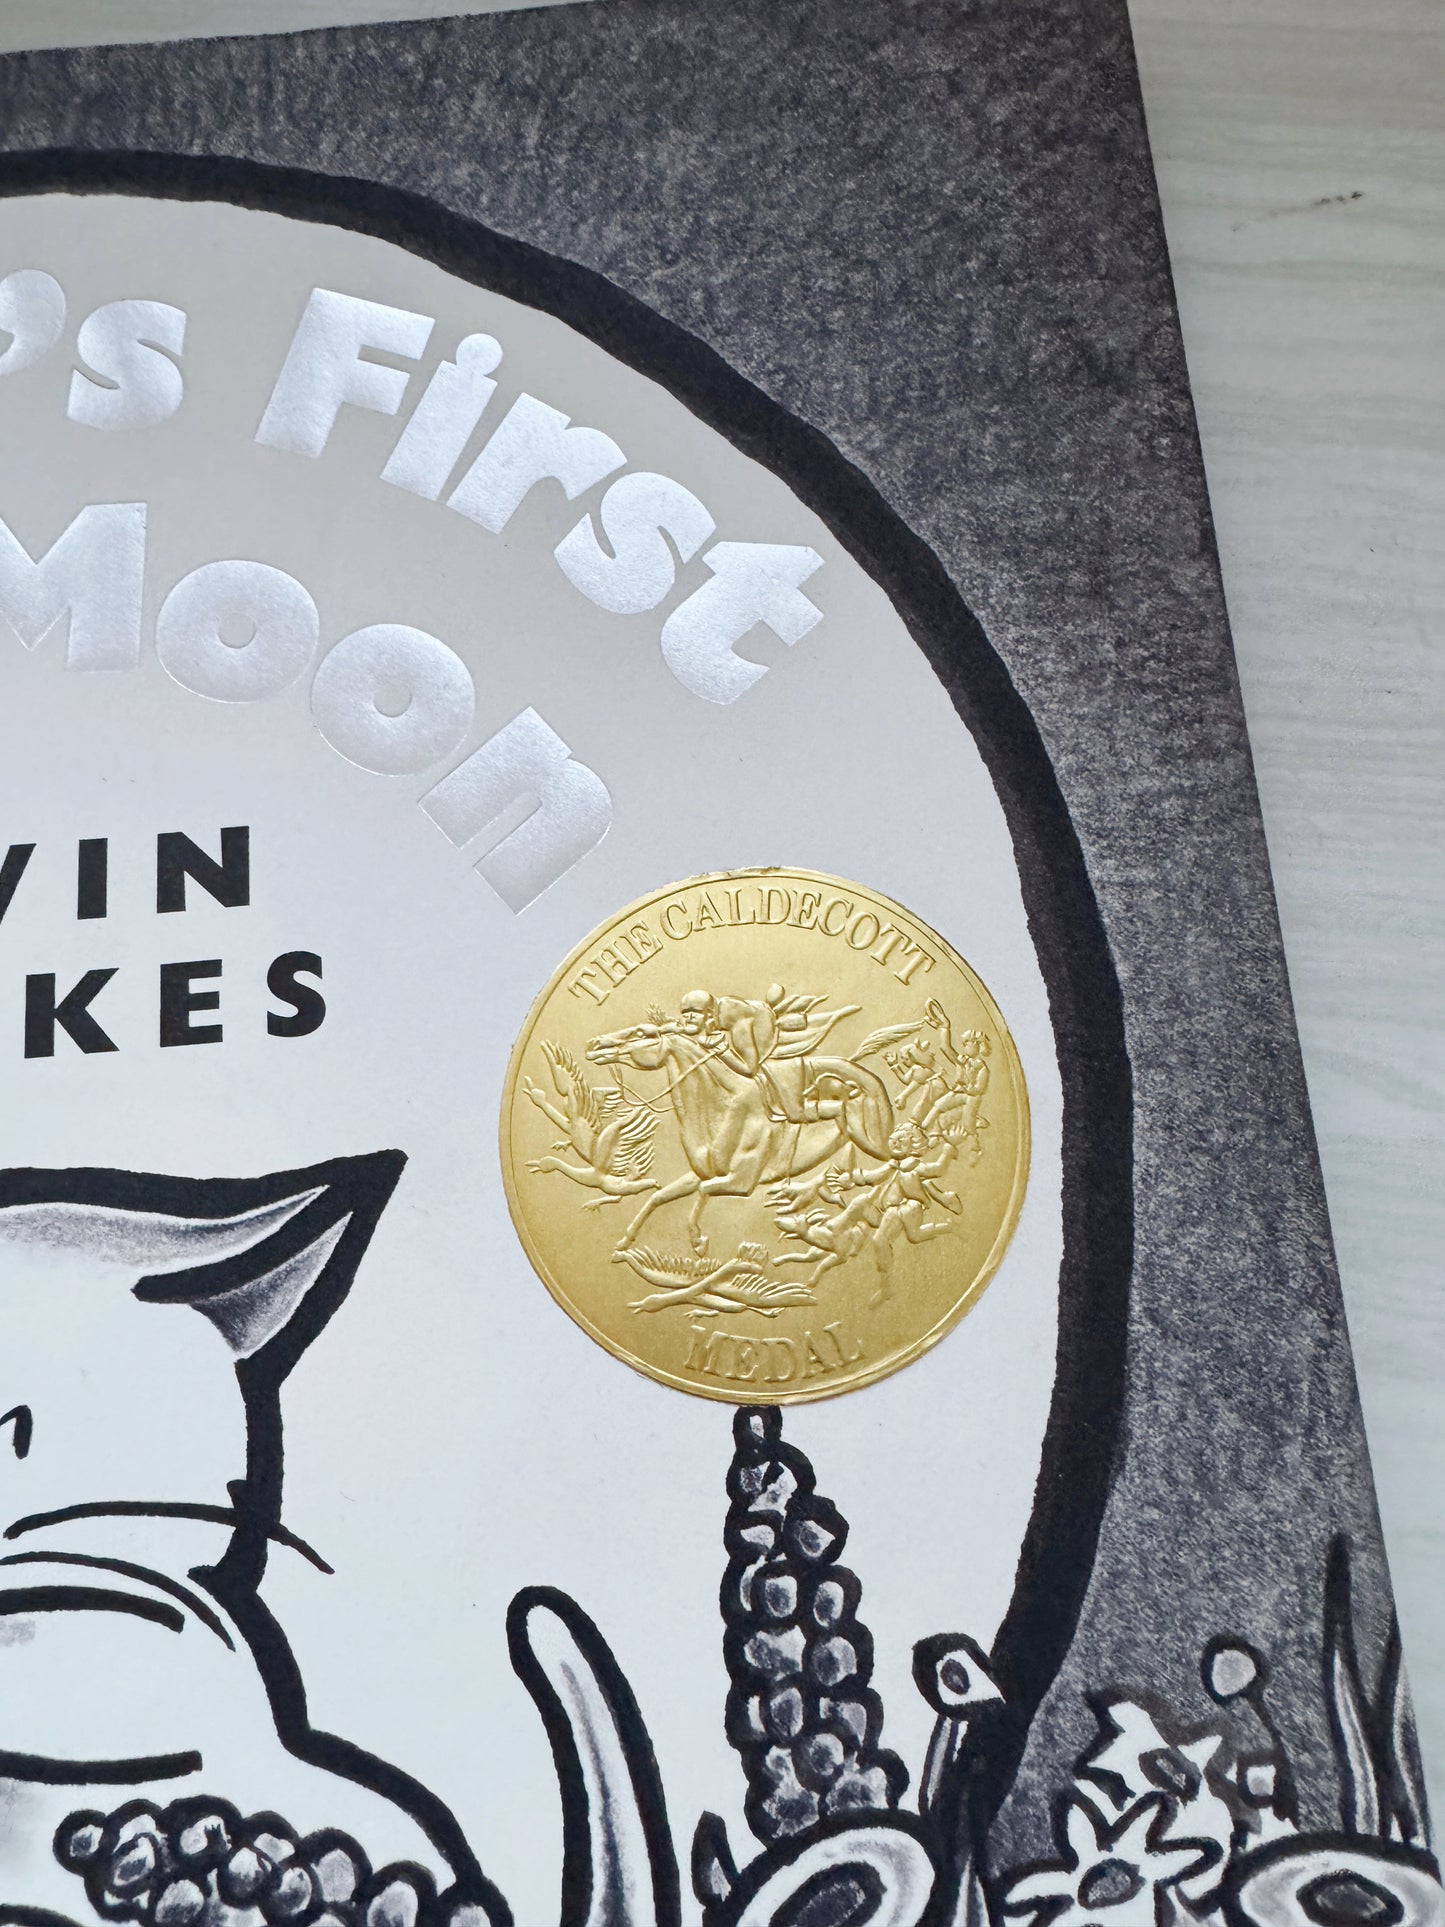 's First
Moon
VIN
KES
THE CALDECOTT
MEDAL